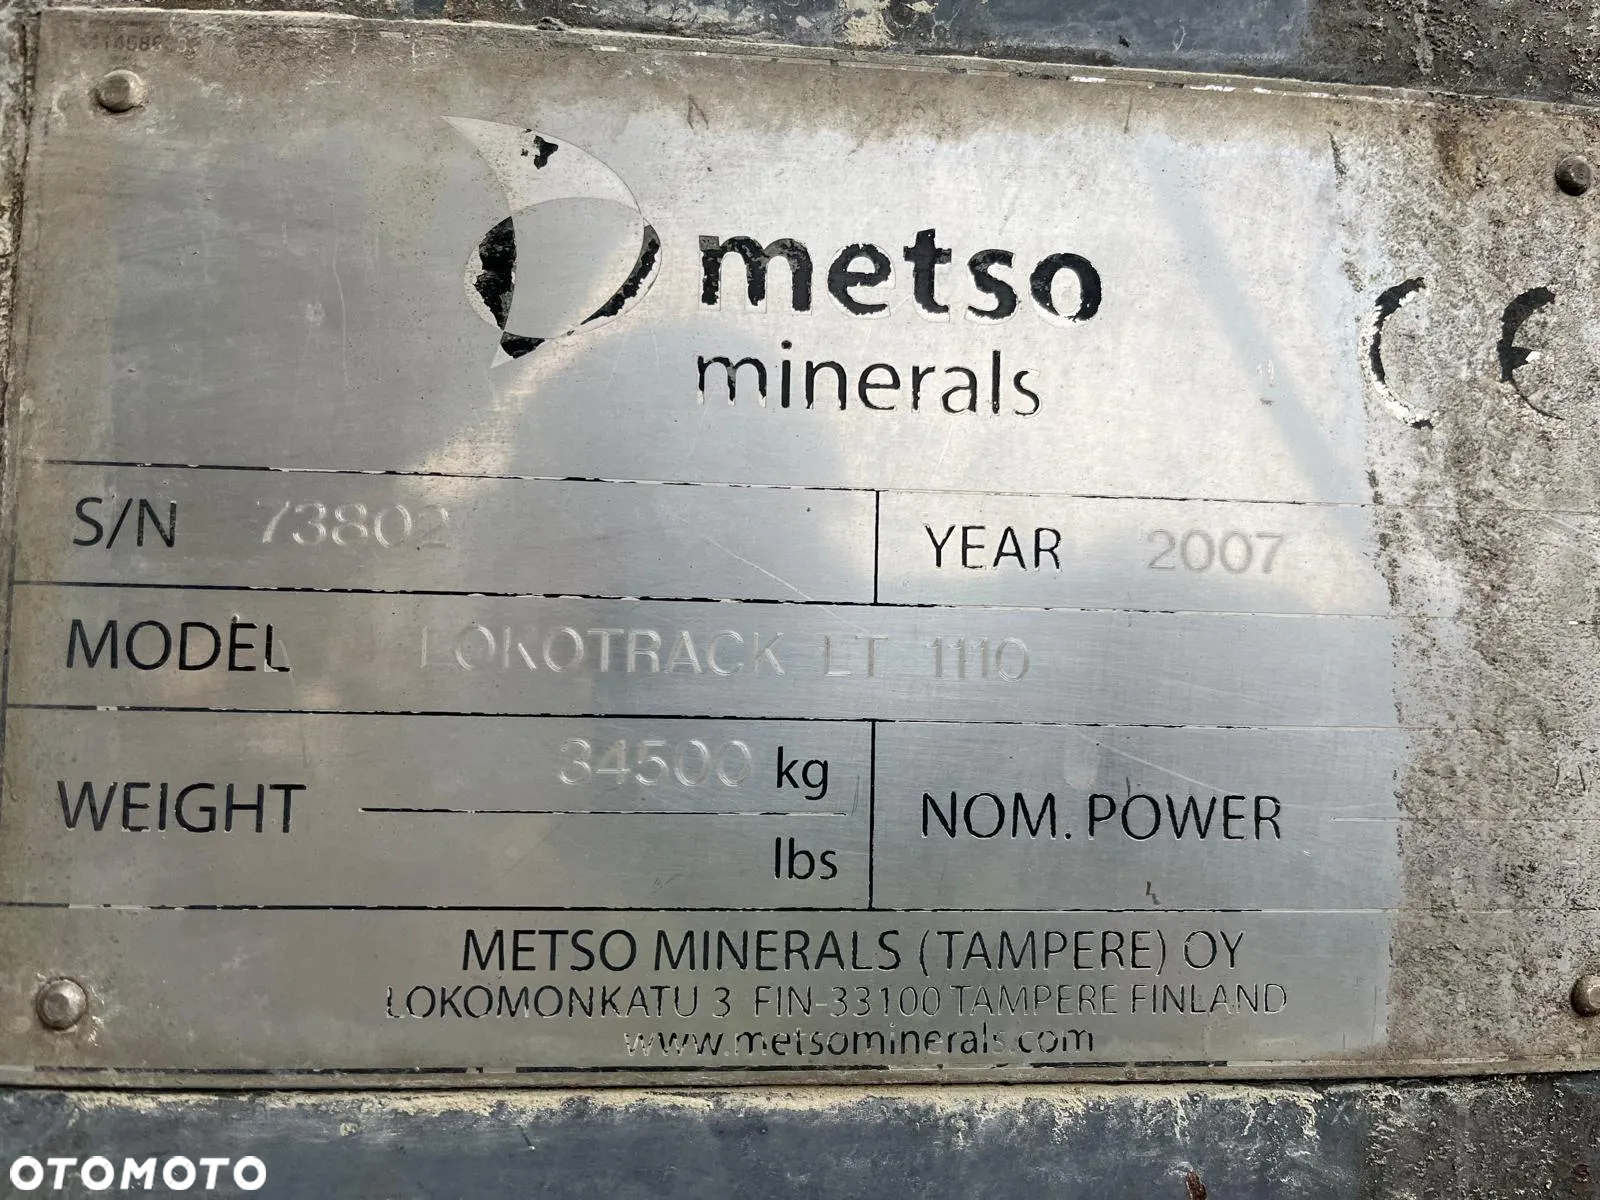 metso
minerals
CE
S/N 73802 YEAR 2007
MODEL LOKOTRACK LT 1110
34500 kg
WEIGHT NOM. POWER
lbs
METSO MINERALS (TAMPERE) OY
LOKOMONKATU 3 FIN-33100 TAMPERE FINLAND
www.metsominerals.com
OTOMOTO